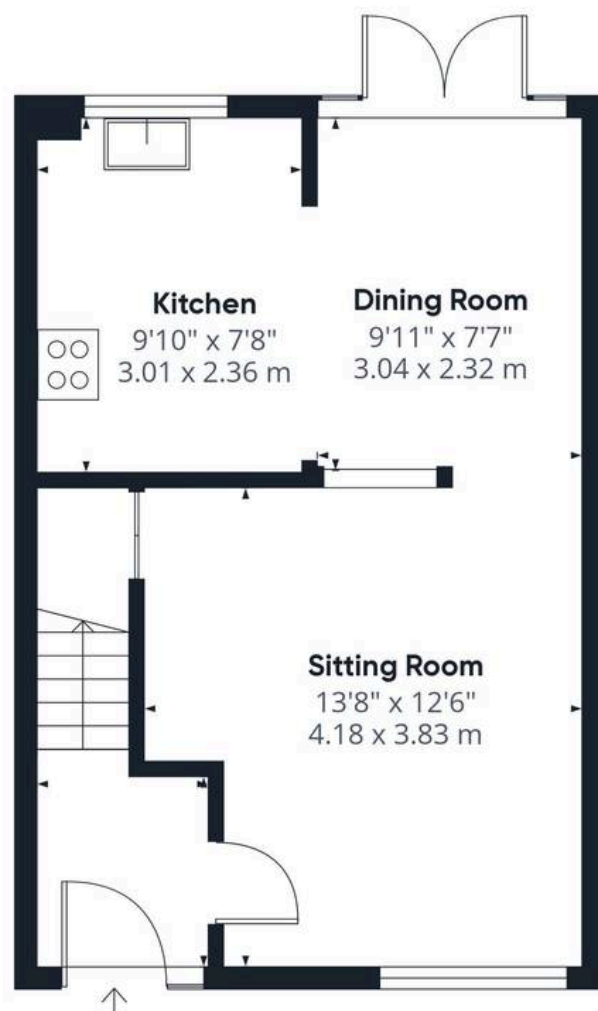 Kitchen
9'10" x 7'8"
3.01 x 2.36 m
Dining Room
9'11" x 7'7"
3.04 x 2.32 m
Sitting Room
13'8" x 12'6"
4.18 x 3.83 m